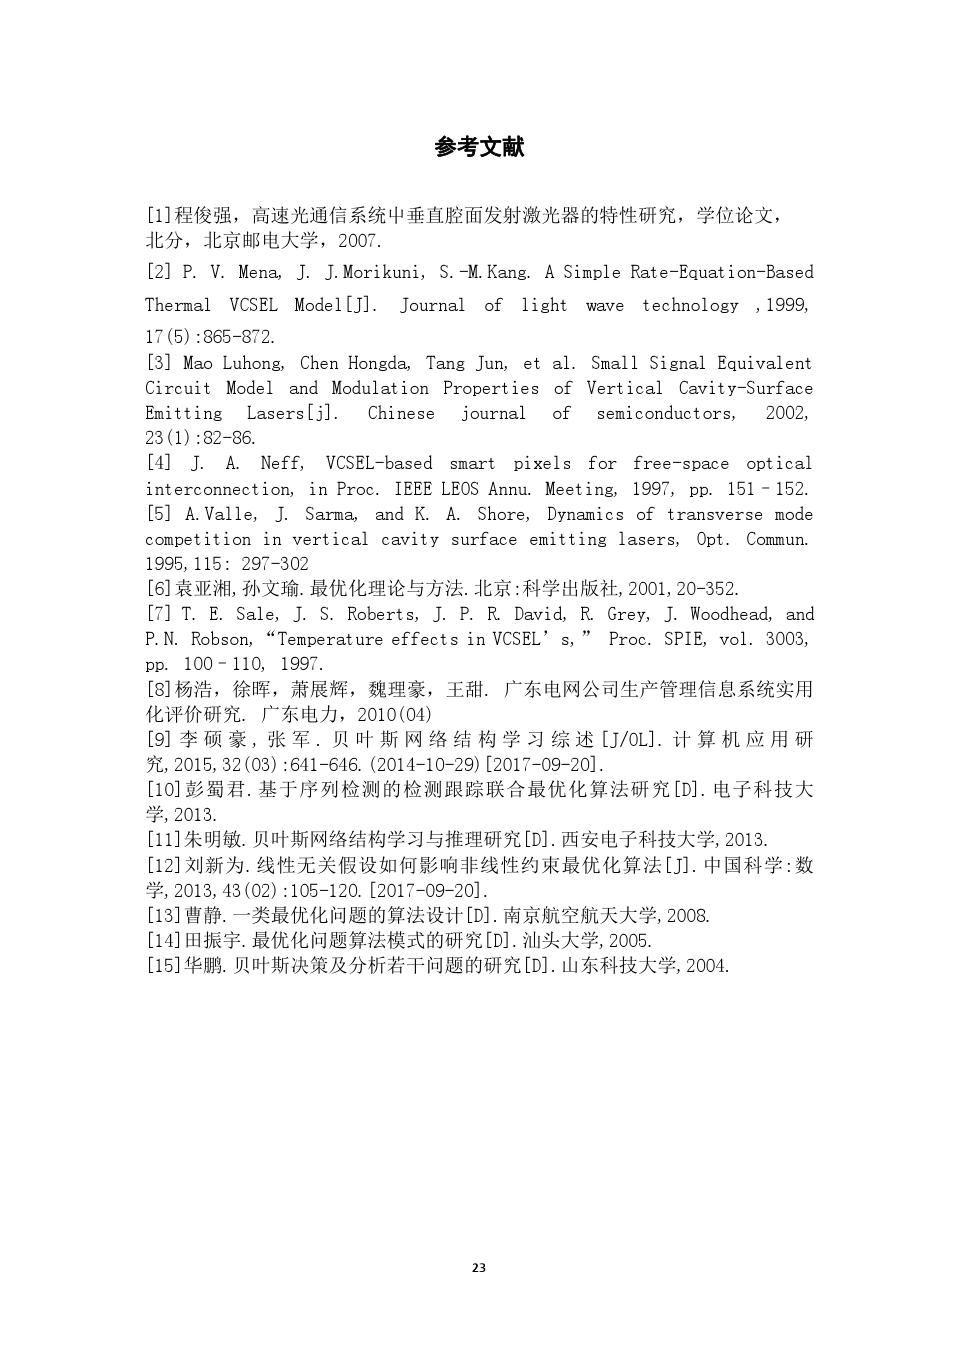 参考文献
[1]程俊强，高速光通信系统中垂直腔面发射激光器的特性研究，学位论文，
北分，北京邮电大学，2007.
[2] P. V. Mena, J. J.Morikuni, S.-M.Kang. A Simple Rate-Equation-Based
Thermal VCSEL Model[J]. Journal of light wave technology ,1999,
17(5):865-872.
[3] Mao Luhong, Chen Hongda, Tang Jun, et al. Small Signal Equivalent
Circuit Model and Modulation Properties of Vertical Cavity-Surface
Emitting Lasers[j]. Chinese journal of semiconductors, 2002,
23(1):82-86.
[4] J. A. Neff, VCSEL-based smart pixels for free-space optical
interconnection, in Proc. IEEE LEOS Annu. Meeting, 1997, pp. 151–152.
[5] A.Valle, J. Sarma, and K. A. Shore, Dynamics of transverse mode
competition in vertical cavity surface emitting lasers, Opt. Commun.
1995,115: 297-302
[6]袁亚湘,孙文瑜.最优化理论与方法.北京:科学出版社,2001,20-352.
[7] T. E. Sale, J. S. Roberts, J. P. R. David, R. Grey, J. Woodhead, and
P.N. Robson,“Temperature effects in VCSEL’s,” Proc. SPIE, vol. 3003,
pp. 100–110, 1997.
[8]杨浩，徐晖，萧展辉，魏理豪，王甜. 广东电网公司生产管理信息系统实用
化评价研究. 广东电力，2010(04)
[9]李硕豪,张军.贝叶斯网络结构学习综述[J/OL].计算机应用研
究,2015,32(03):641-646.(2014-10-29)[2017-09-20].
[10]彭蜀君.基于序列检测的检测跟踪联合最优化算法研究[D].电子科技大
学,2013.
[11]朱明敏.贝叶斯网络结构学习与推理研究[D].西安电子科技大学,2013.
[12]刘新为.线性无关假设如何影响非线性约束最优化算法[J].中国科学:数
学,2013,43(02):105-120.[2017-09-20].
[13]曹静.一类最优化问题的算法设计[D].南京航空航天大学,2008.
[14]田振宇.最优化问题算法模式的研究[D].汕头大学,2005.
[15]华鹏.贝叶斯决策及分析若干问题的研究[D].山东科技大学,2004.
23